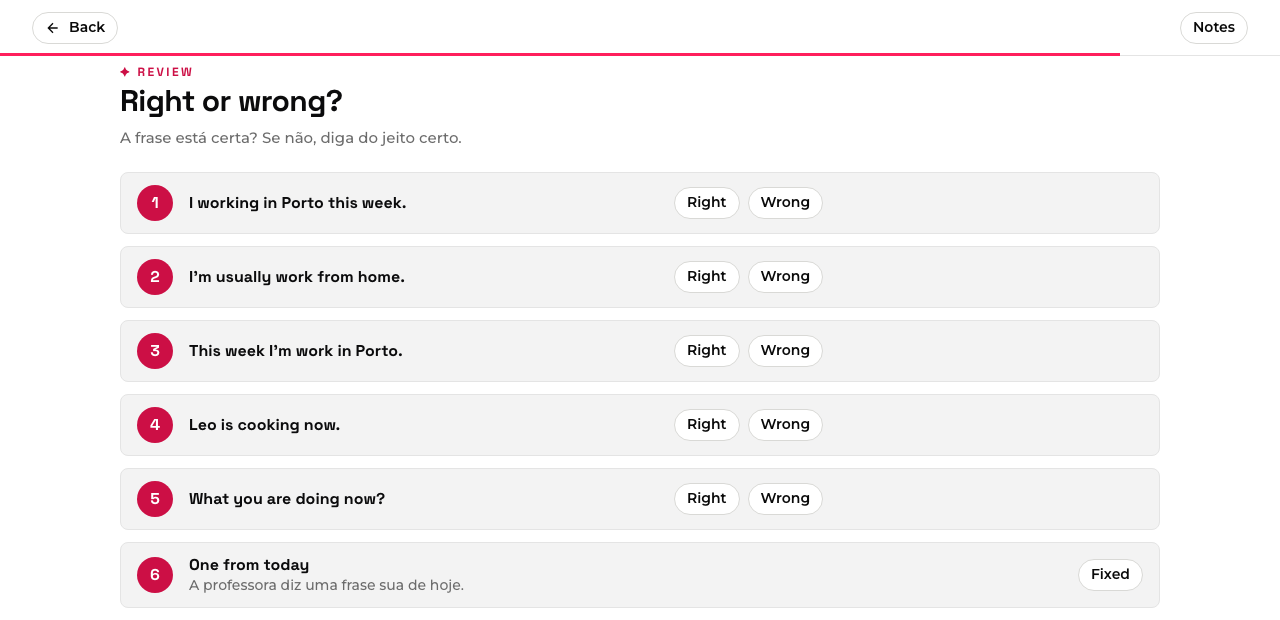 Back
Notes
REVIEW
Right or wrong?
A frase está certa? Se não, diga do jeito certo.
1 I working in Porto this week. Right Wrong
2 I'm usually work from home. Right Wrong
3 This week I'm work in Porto. Right Wrong
4 Leo is cooking now. Right Wrong
5 What you are doing now? Right Wrong
6 One from today
A professora diz uma frase sua de hoje.
Fixed